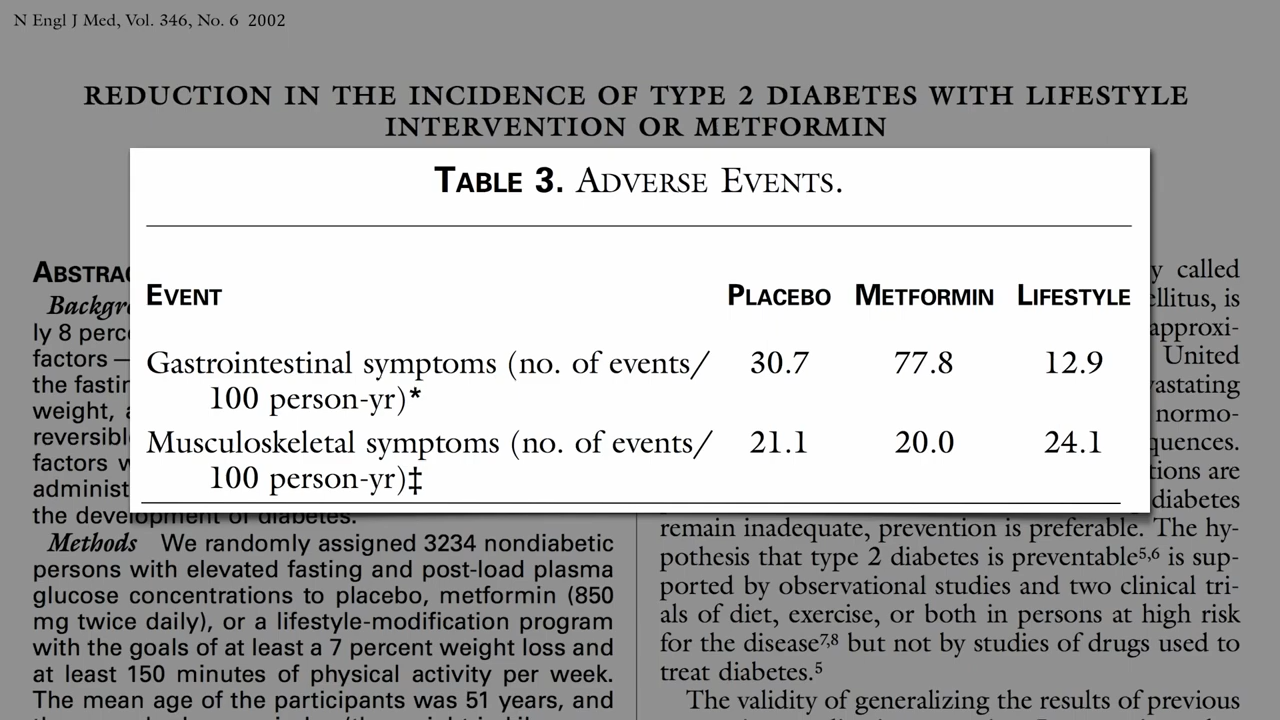 N Engl J Med, Vol. 346, No. 6 2002
REDUCTION IN THE INCIDENCE OF TYPE 2 DIABETES WITH LIFESTYLE
INTERVENTION OR METFORMIN
TABLE 3. ADVERSE EVENTS.
EVENT PLACEBO METFORMIN LIFESTYLE
Gastrointestinal symptoms (no. of events/ 30.7 77.8 12.9
100 person-yr)*
Musculoskeletal symptoms (no. of events/ 21.1 20.0 24.1
100 person-yr)‡
ly 8
factors —
the
weight,
reversibl
factors
the development of diabetes.
Methods We randomly assigned 3234 nondiabetic
persons with elevated fasting and post-load plasma
glucose concentrations to placebo, metformin (850
mg twice daily), or a lifestyle-modification program
with the goals of at least a 7 percent weight loss and
at least 150 minutes of physical activity per week.
The mean age of the participants was 51 years, and
called
is
approxi-
United
normo-
are
diabetes
remain inadequate, prevention is preferable. The hy-
pothesis that type 2 diabetes is preventable5,6 is sup-
ported by observational studies and two clinical tri-
als of diet, exercise, or both in persons at high risk
for the disease7,8 but not by studies of drugs used to
treat diabetes.5
The validity of generalizing the results of previous